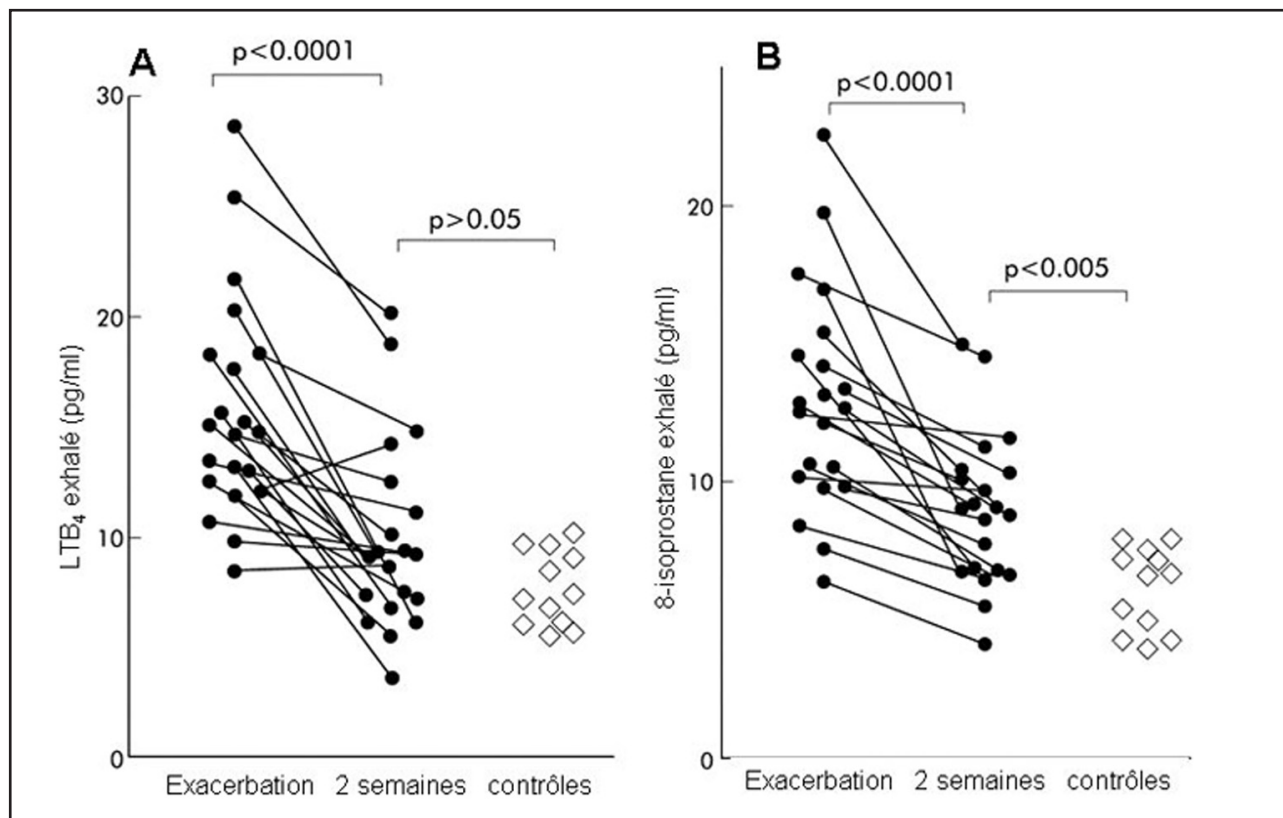 A
p<0.0001
30
p>0.05
20
LTB4 exhalé (pg/ml)
10
0
Exacerbation 2 semaines contrôles
B
p<0.0001
20
p<0.005
8-isoprostane exhalé (pg/ml)
10
0
Exacerbation 2 semaines contrôles